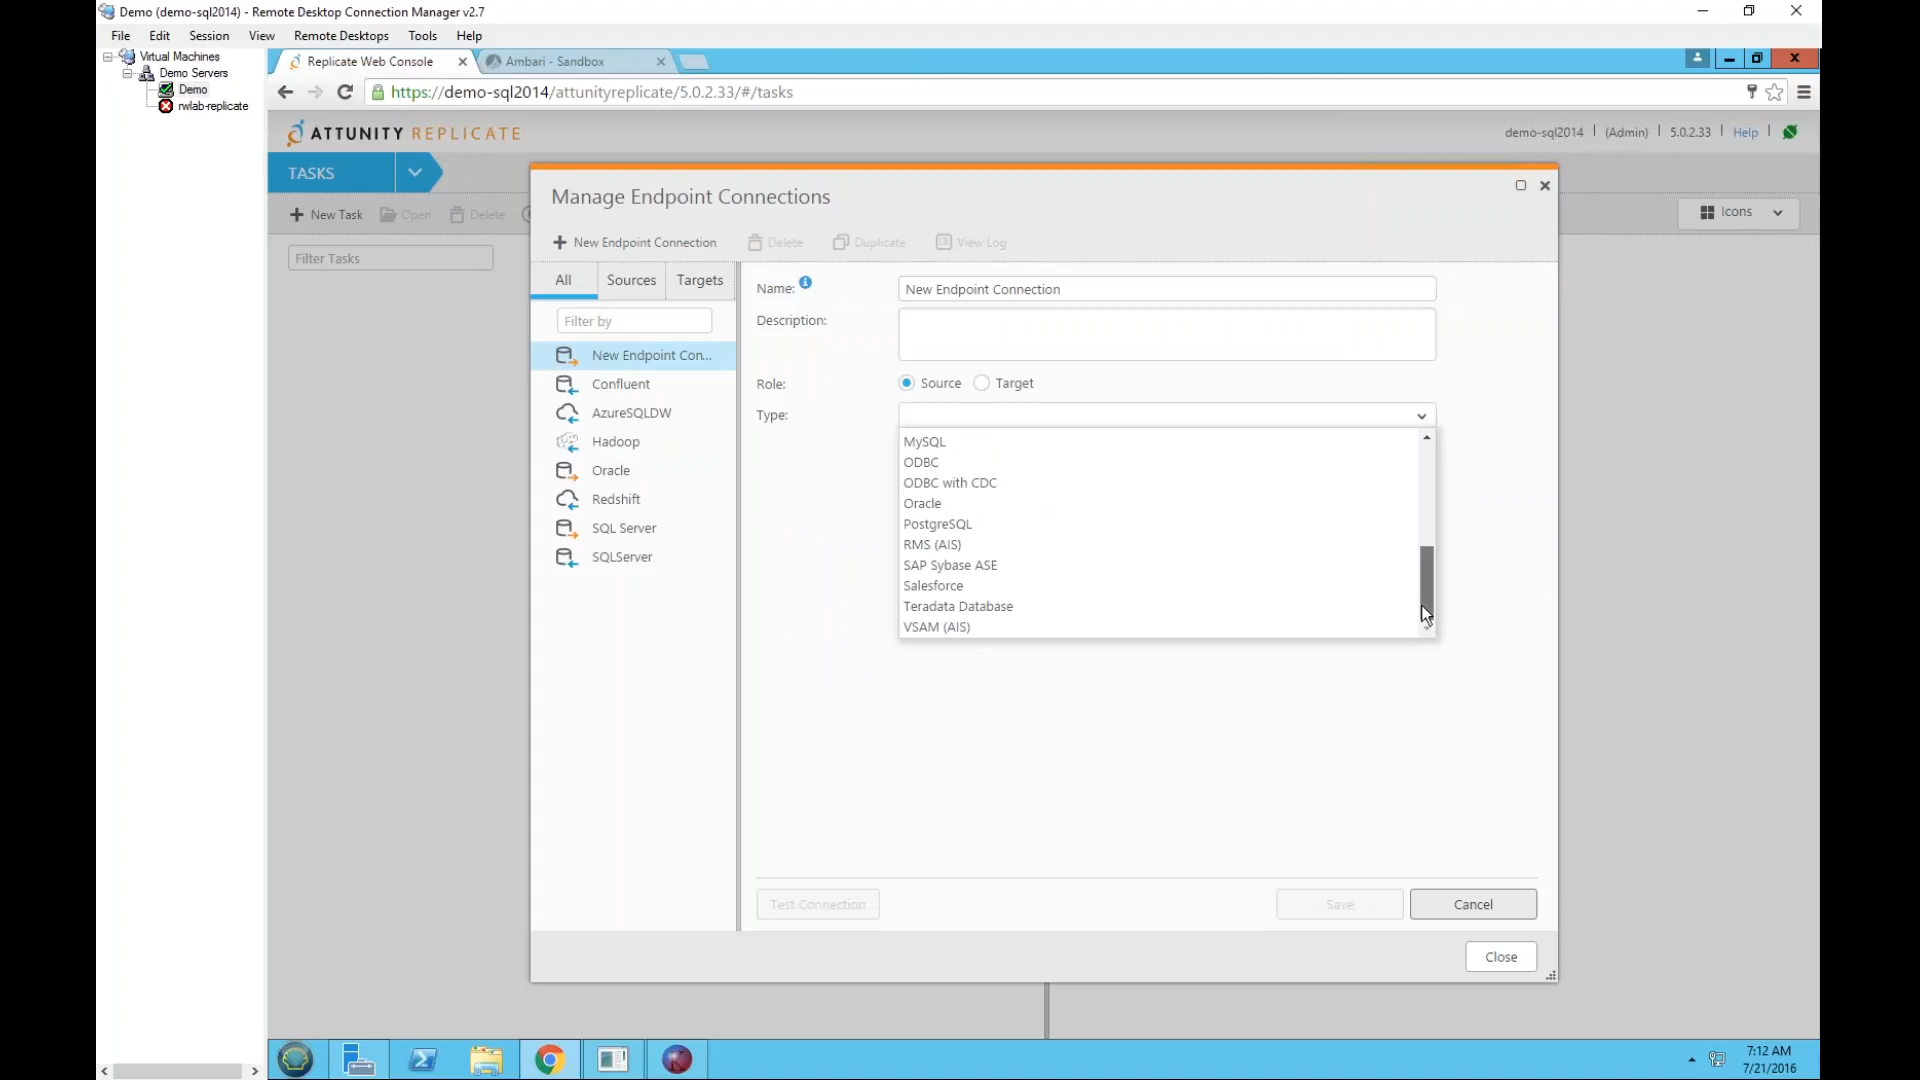 Demo (demo-sql2014) - Remote Desktop Connection Manager v2.7
File Edit Session View Remote Desktops Tools Help
Virtual Machines
Demo Servers
Demo
rwlab-replicate
Replicate Web Console
Ambari - Sandbox
https://demo-sql2014/attunityreplicate/5.0.2.33/#/tasks
ATTUNITY REPLICATE
demo-sql2014 | (Admin) | 5.0.2.33 | Help |
TASKS
New Task Open Delete
Icons
Filter Tasks
Manage Endpoint Connections
New Endpoint Connection Delete Duplicate View Log
All Sources Targets
Filter by
New Endpoint Con...
Confluent
AzureSQLDW
Hadoop
Oracle
Redshift
SQL Server
SQLServer
Name: New Endpoint Connection
Description:
Role: Source Target
Type:
MySQL
ODBC
ODBC with CDC
Oracle
PostgreSQL
RMS (AIS)
SAP Sybase ASE
Salesforce
Teradata Database
VSAM (AIS)
Test Connection Save Cancel
Close
7:12 AM
7/21/2016